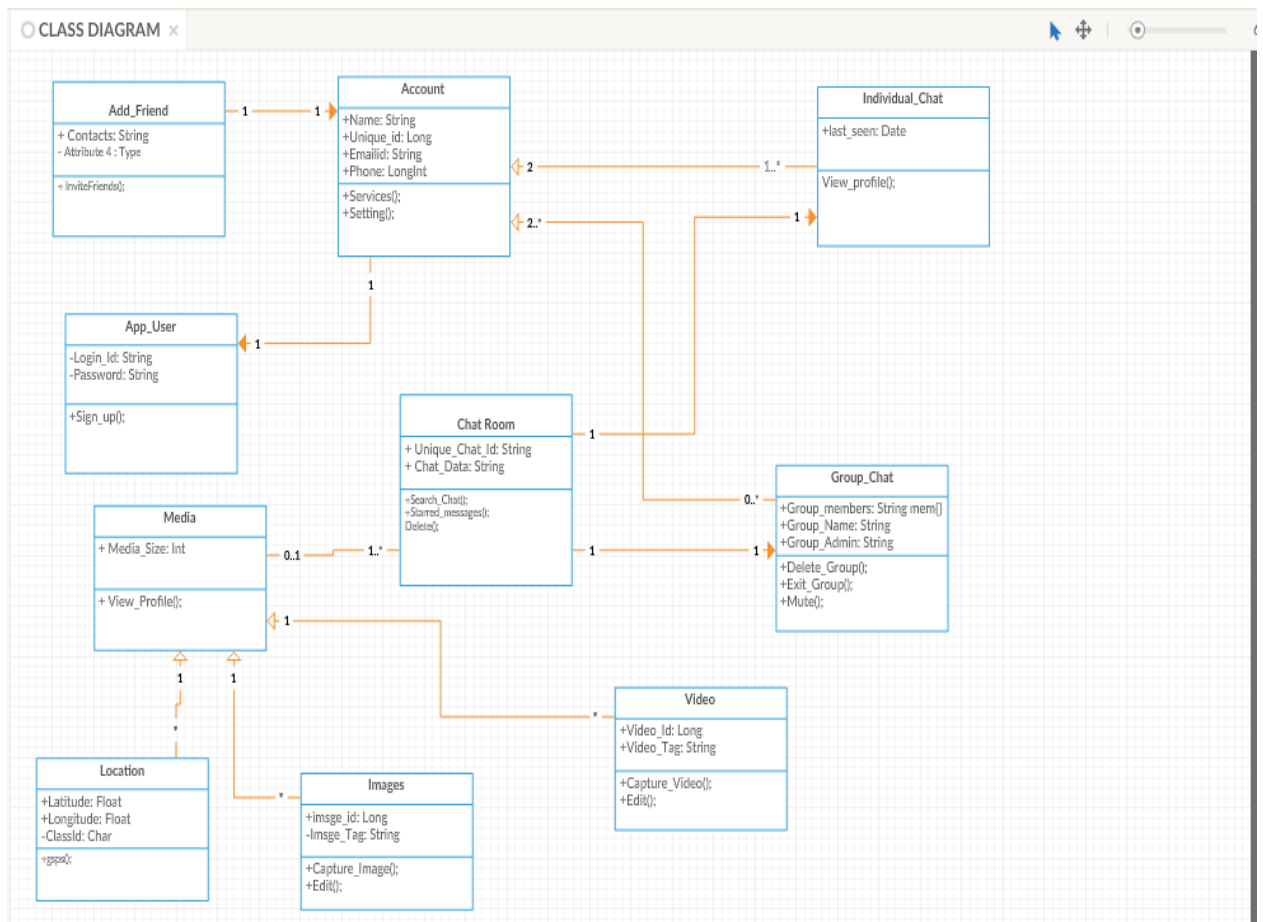 CLASS DIAGRAM ×
Add_Friend
+ Contacts: String
- Attribute 4 : Type
+ InviteFriends();
1
1
Account
+Name: String
+Unique_id: Long
+Emailid: String
+Phone: LongInt
+Services();
+Setting();
2
1..*
2..*
Individual_Chat
+last_seen: Date
View_profile();
1
1
1
App_User
-Login_Id: String
-Password: String
+Sign_up();
Chat Room
+ Unique_Chat_Id: String
+ Chat_Data: String
+Search_Chat();
+Starred_messages();
Delete();
1
1
1
0..*
Group_Chat
+Group_members: String mem[]
+Group_Name: String
+Group_Admin: String
+Delete_Group();
+Exit_Group();
+Mute();
Media
+ Media_Size: Int
+ View_Profile();
0..1
1..*
1
1
1
*
*
*
Video
+Video_Id: Long
+Video_Tag: String
+Capture_Video();
+Edit();
Location
+Latitude: Float
+Longitude: Float
-ClassId: Char
+gsps();
Images
+imsge_id: Long
-Imsge_Tag: String
+Capture_Image();
+Edit();